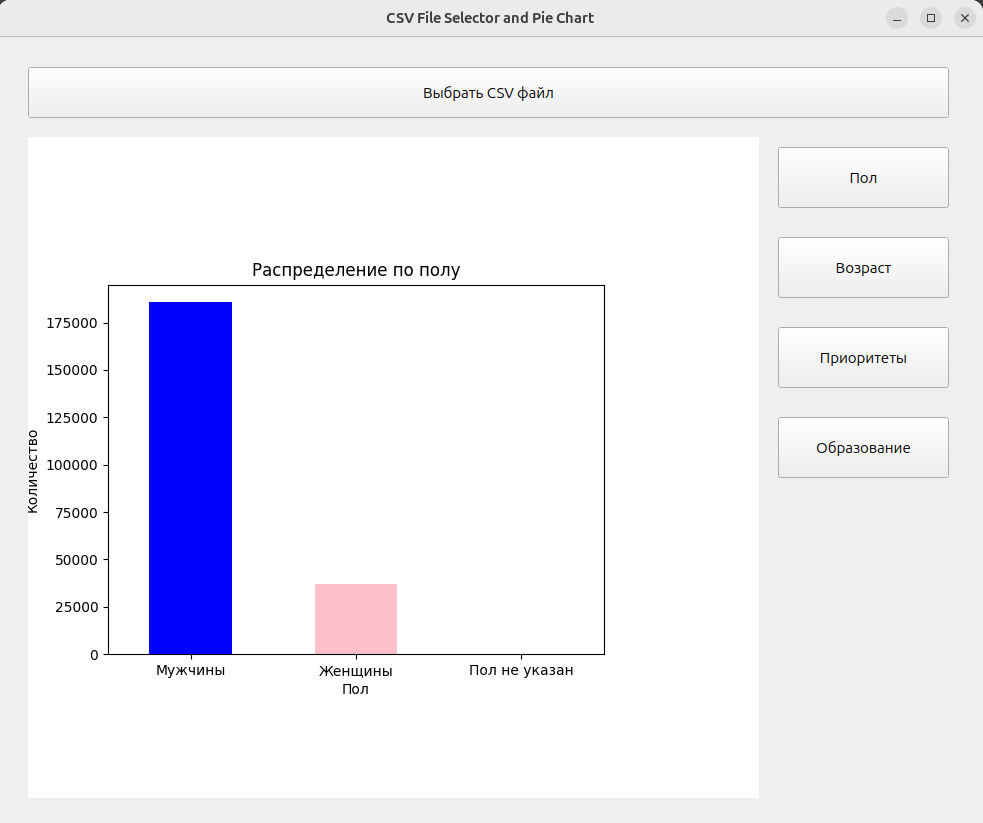 CSV File Selector and Pie Chart
Выбрать CSV файл
Распределение по полу
Количество
175000
150000
125000
100000
75000
50000
25000
0
Мужчины
Женщины
Пол не указан
Пол
Пол
Возраст
Приоритеты
Образование